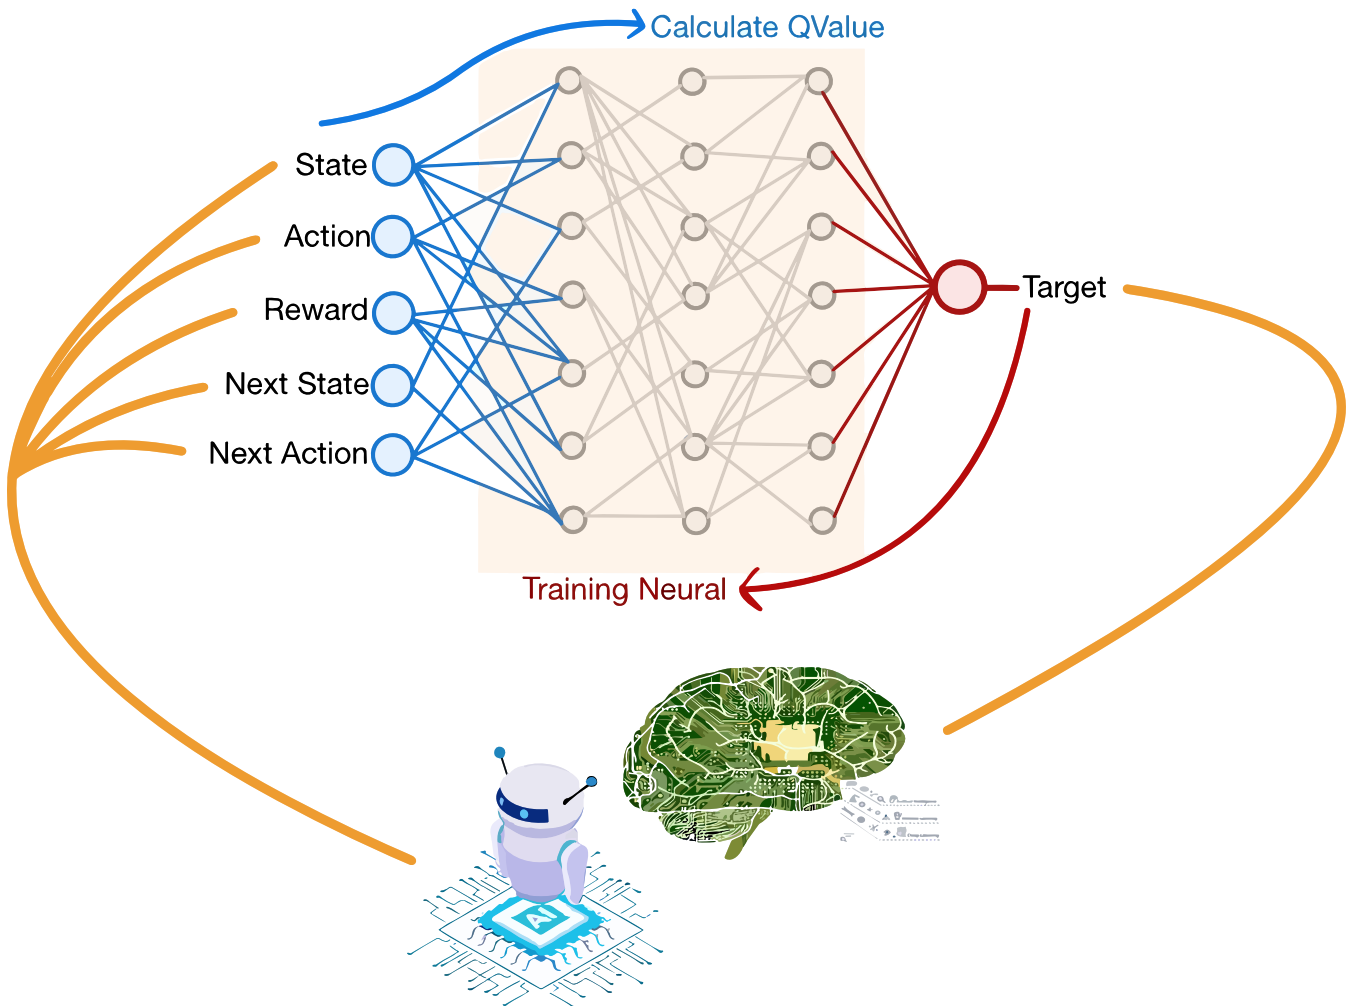 Calculate QValue
State
Action
Reward
Next State
Next Action
Target
Training Neural
AI